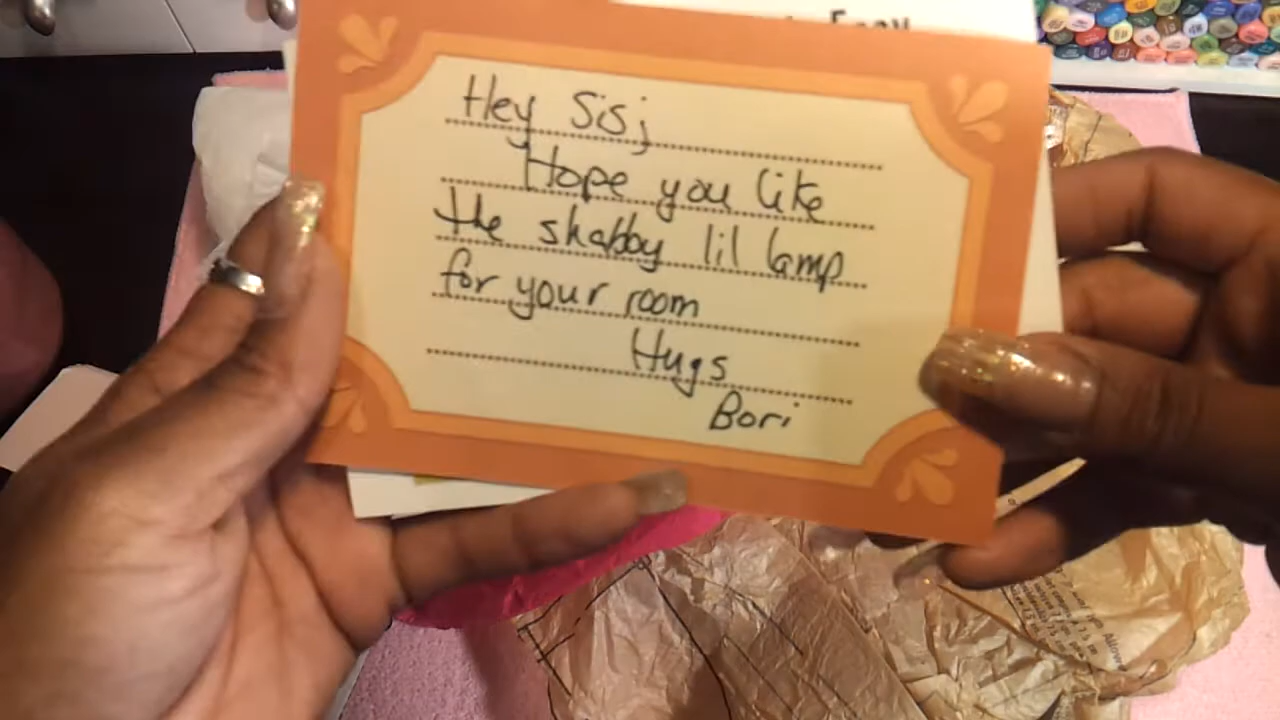 Hey Sis,
Hope you like
the shabby lil lamp
for your room
Hugs
Bori